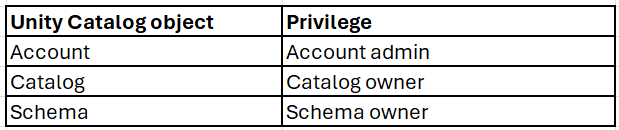 Unity Catalog object Privilege
Account Account admin
Catalog Catalog owner
Schema Schema owner